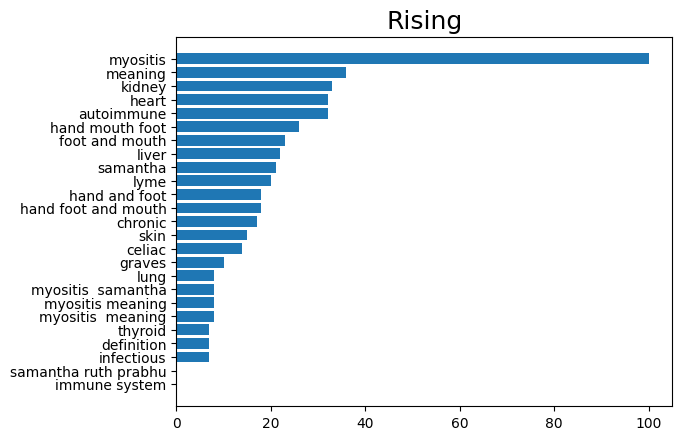 Rising
myositis
meaning
kidney
heart
autoimmune
hand mouth foot
foot and mouth
liver
samantha
lyme
hand and foot
hand foot and mouth
chronic
skin
celiac
graves
lung
myositis  samantha
myositis meaning
myositis  meaning
thyroid
definition
infectious
samantha ruth prabhu
immune system
0 20 40 60 80 100